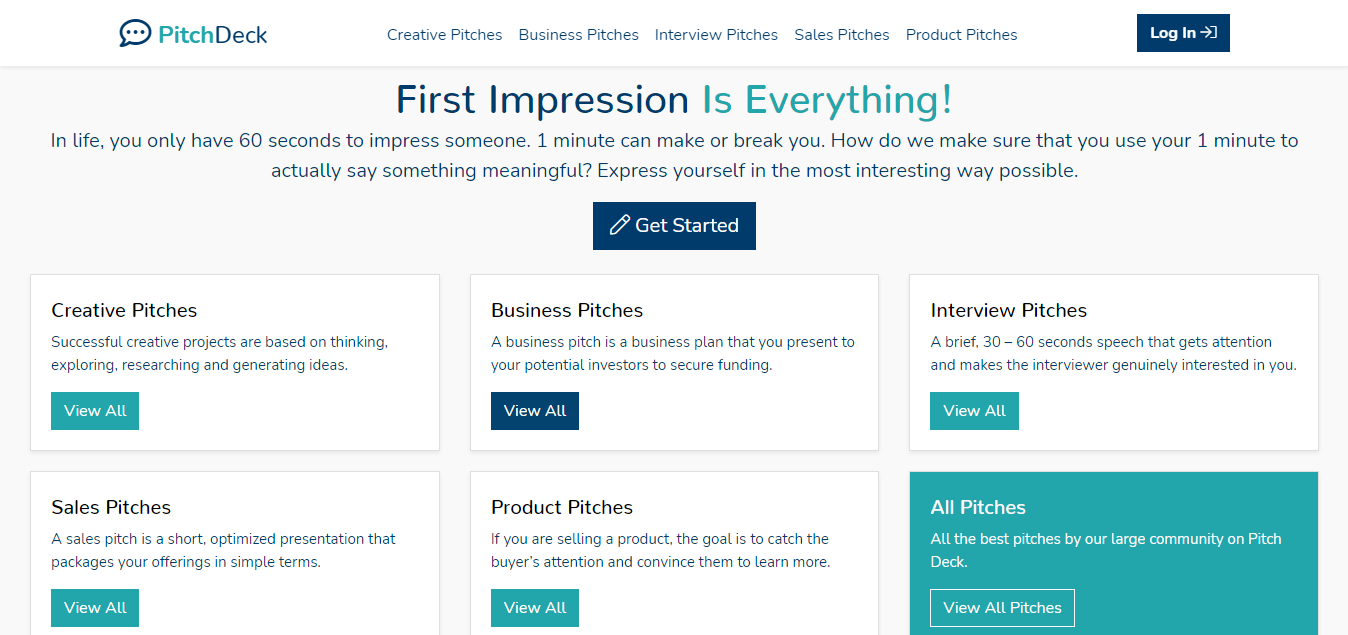 PitchDeck
Creative Pitches Business Pitches Interview Pitches Sales Pitches Product Pitches
Log In
First Impression Is Everything!
In life, you only have 60 seconds to impress someone. 1 minute can make or break you. How do we make sure that you use your 1 minute to
actually say something meaningful? Express yourself in the most interesting way possible.
Get Started
Creative Pitches
Successful creative projects are based on thinking,
exploring, researching and generating ideas.
View All
Business Pitches
A business pitch is a business plan that you present to
your potential investors to secure funding.
View All
Interview Pitches
A brief, 30 – 60 seconds speech that gets attention
and makes the interviewer genuinely interested in you.
View All
Sales Pitches
A sales pitch is a short, optimized presentation that
packages your offerings in simple terms.
View All
Product Pitches
If you are selling a product, the goal is to catch the
buyer’s attention and convince them to learn more.
View All
All Pitches
All the best pitches by our large community on Pitch
Deck.
View All Pitches